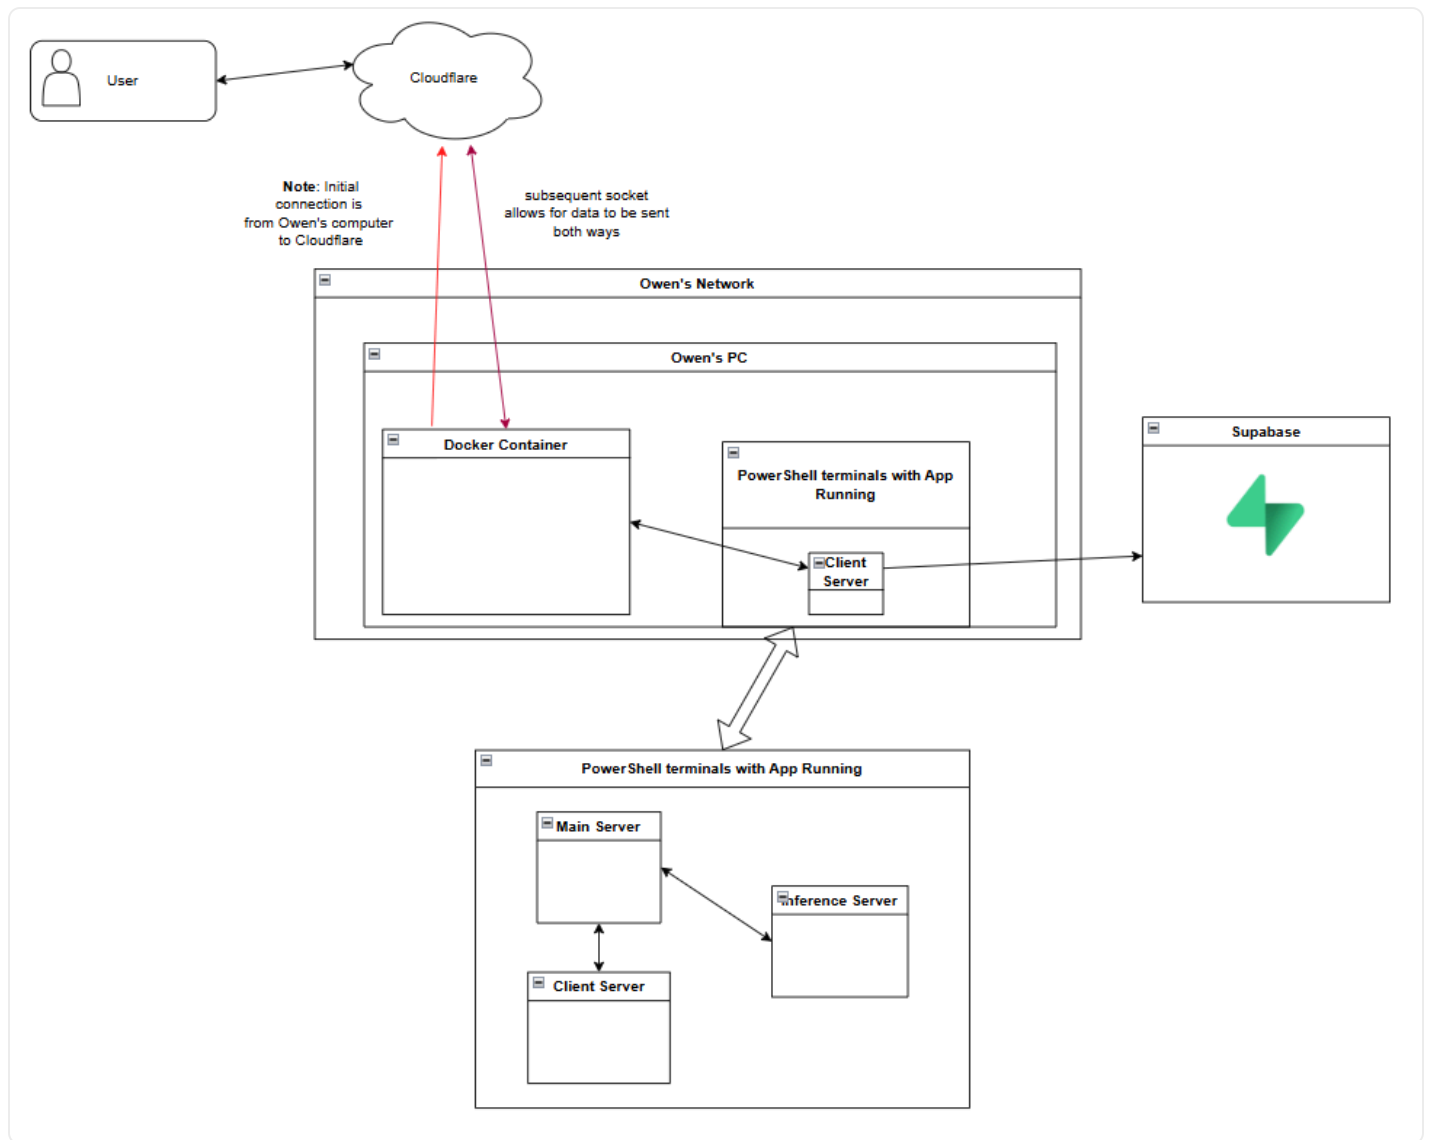 User
Cloudflare
Note: Initial
connection is
from Owen's computer
to Cloudflare
subsequent socket
allows for data to be sent
both ways
Owen's Network
Owen's PC
Docker Container
PowerShell terminals with App
Running
Client
Server
Supabase
PowerShell terminals with App Running
Main Server
Inference Server
Client Server